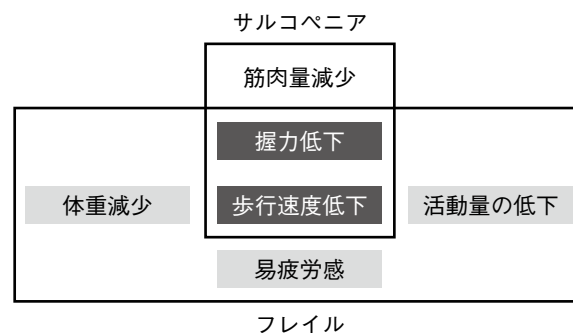 サルコペニア
筋肉量減少
握力低下
体重減少
歩行速度低下
活動量の低下
易疲労感
フレイル